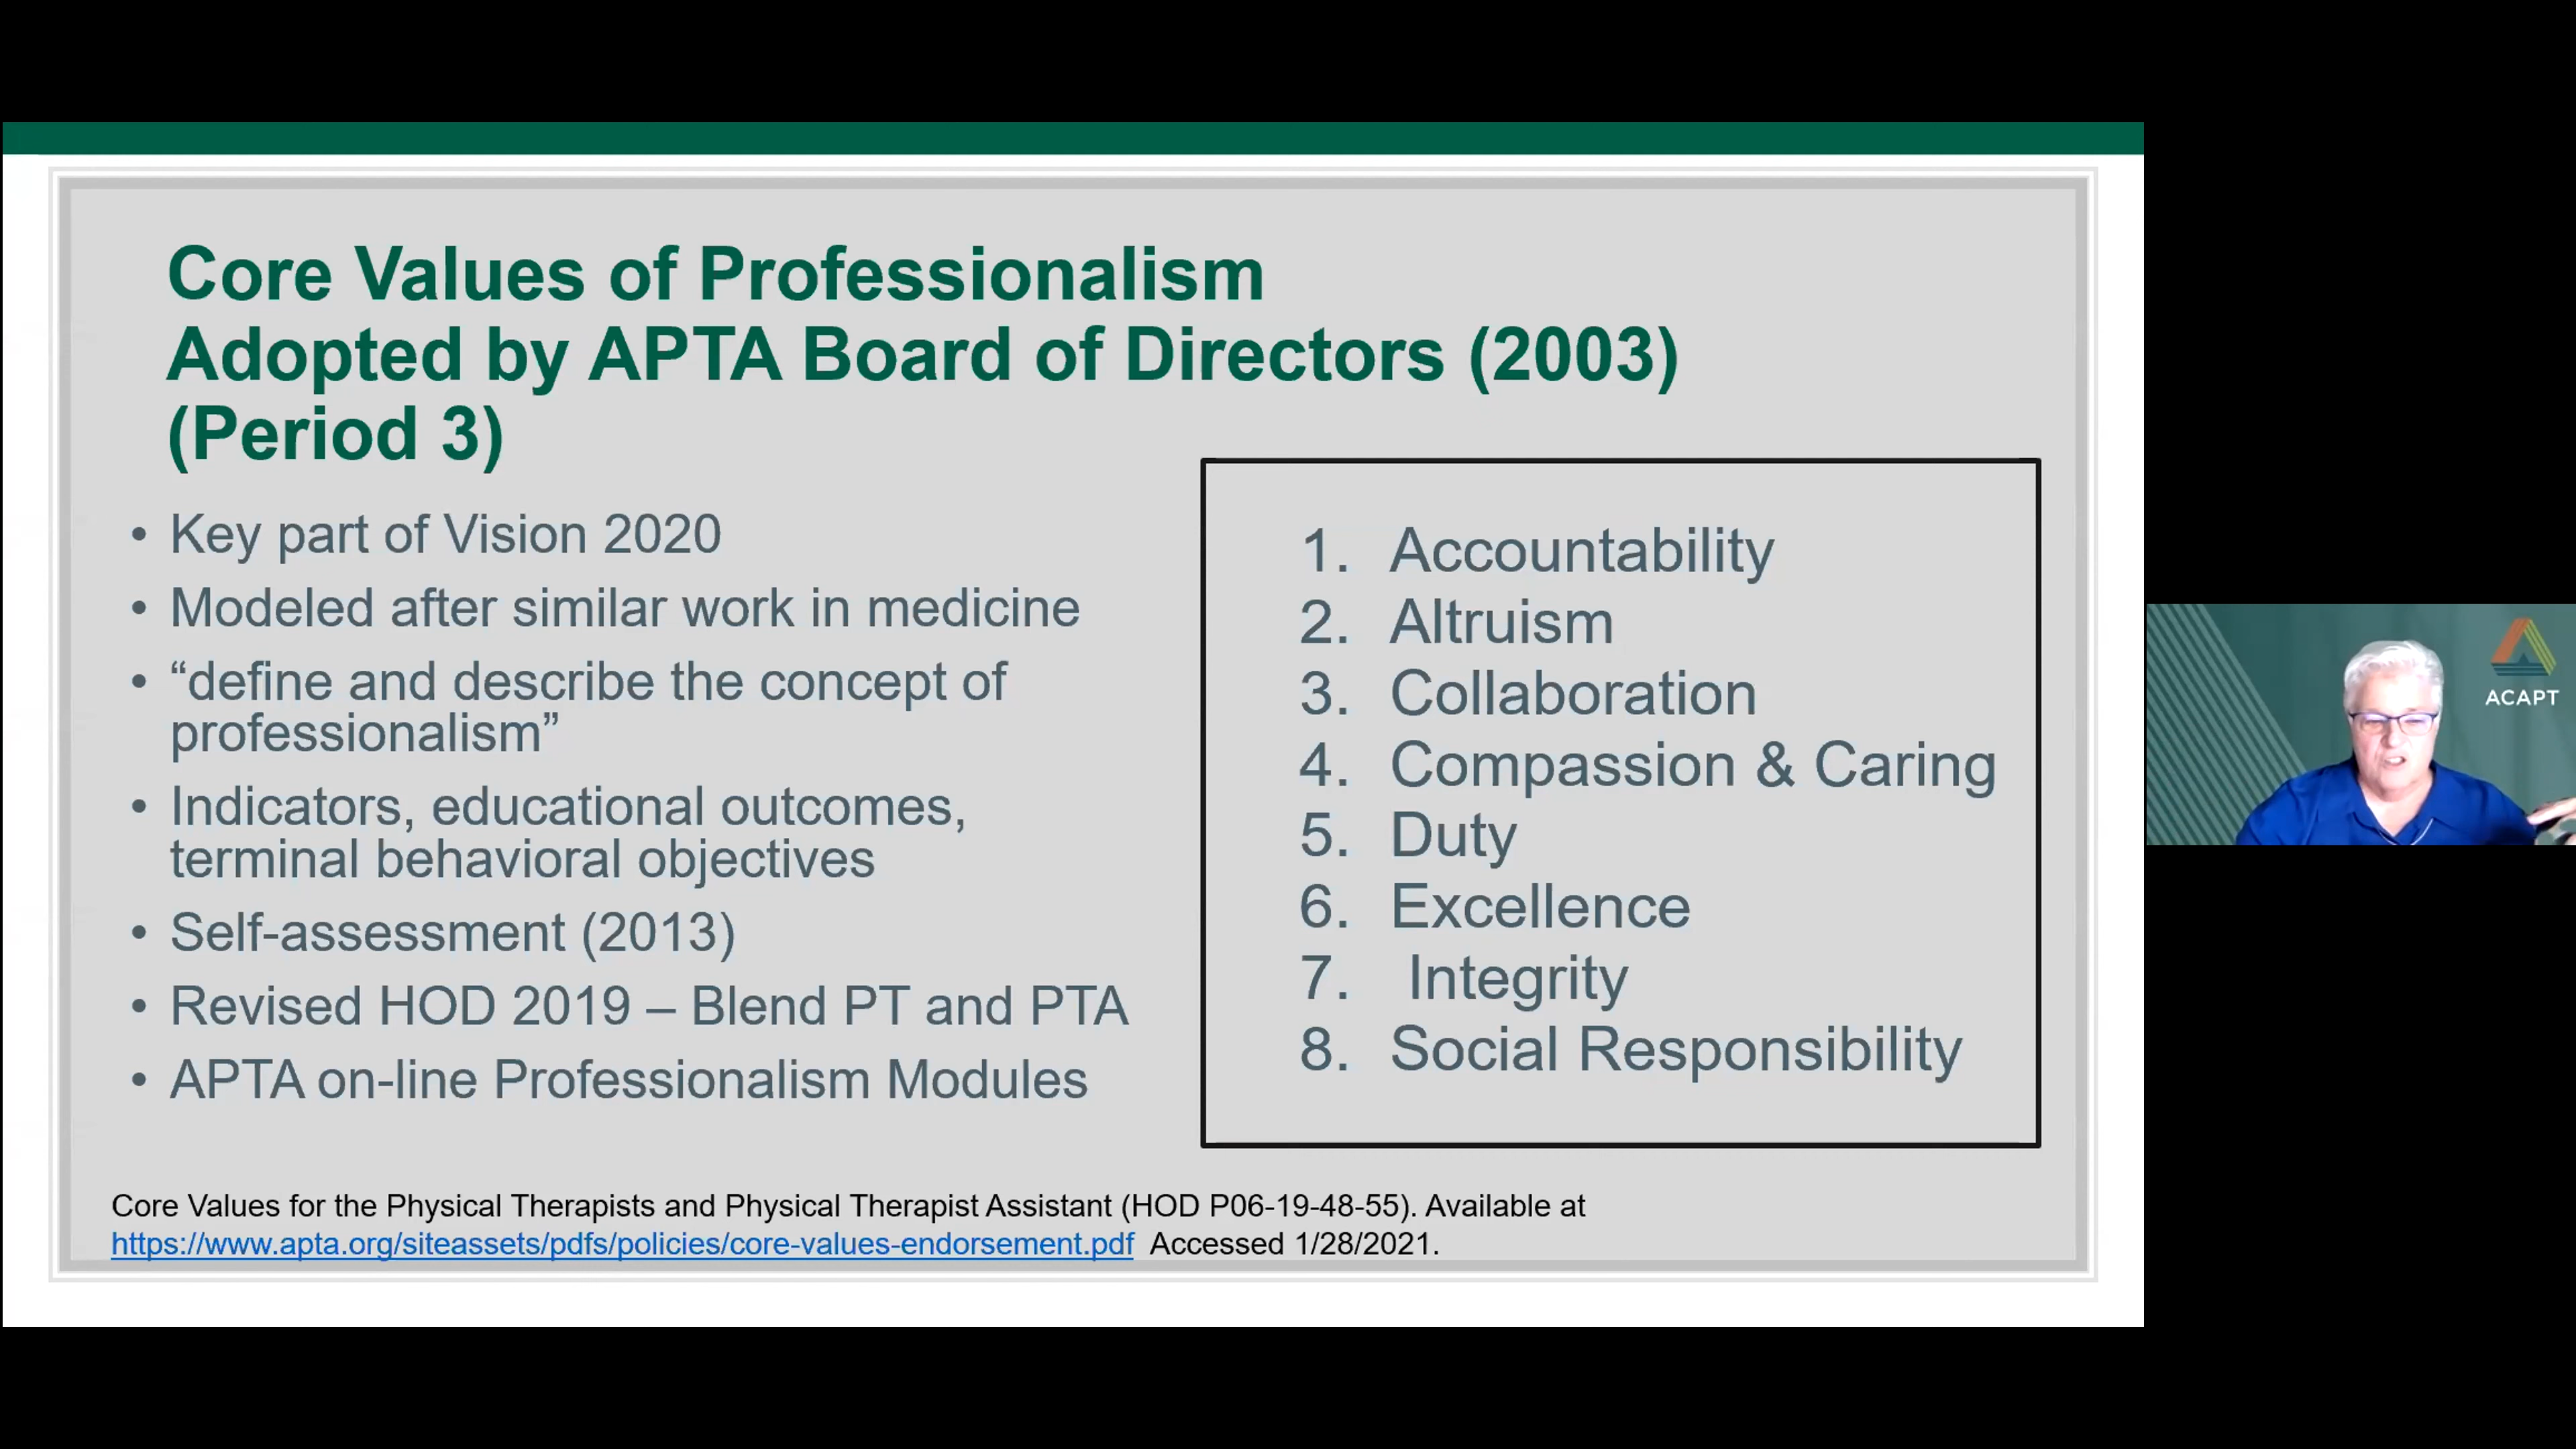 Core Values of Professionalism
Adopted by APTA Board of Directors (2003)
(Period 3)
• Key part of Vision 2020
• Modeled after similar work in medicine
• “define and describe the concept of
professionalism”
• Indicators, educational outcomes,
terminal behavioral objectives
• Self-assessment (2013)
• Revised HOD 2019 – Blend PT and PTA
• APTA on-line Professionalism Modules
1. Accountability
2. Altruism
3. Collaboration
4. Compassion & Caring
5. Duty
6. Excellence
7. Integrity
8. Social Responsibility
Core Values for the Physical Therapists and Physical Therapist Assistant (HOD P06-19-48-55). Available at
https://www.apta.org/siteassets/pdfs/policies/core-values-endorsement.pdf Accessed 1/28/2021.
ACAPT